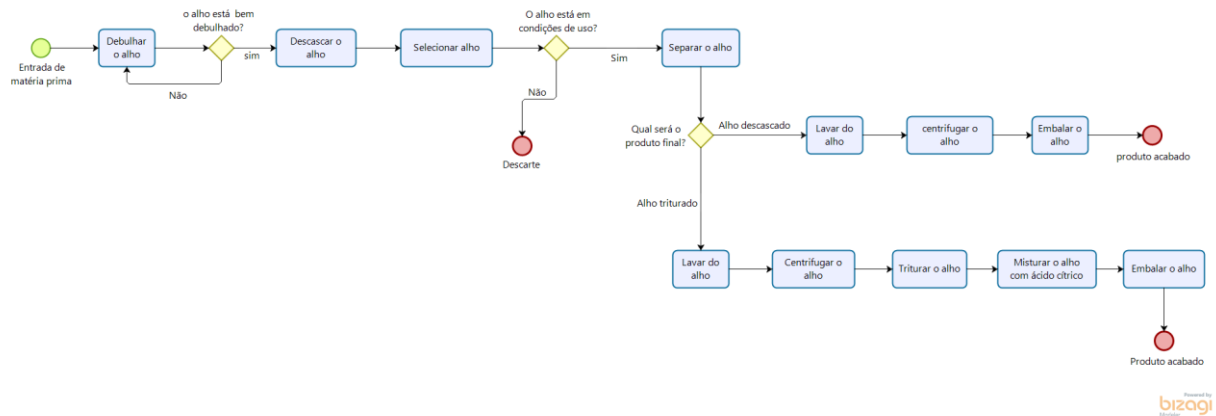 o alho está bem
debulhado?
O alho está em
condições de uso?
Debulhar
o alho
sim
Descascar o
alho
Selecionar alho
Sim
Separar o alho
Entrada de
matéria prima
Não
Não
Descarte
Qual será o
produto final?
Alho descascado
Lavar do
alho
centrifugar o
alho
Embalar o
alho
produto acabado
Alho triturado
Lavar do
alho
Centrifugar o
alho
Triturar o alho
Misturar o alho
com ácido cítrico
Embalar o alho
Produto acabado
Powered by
bizagi
Modeler